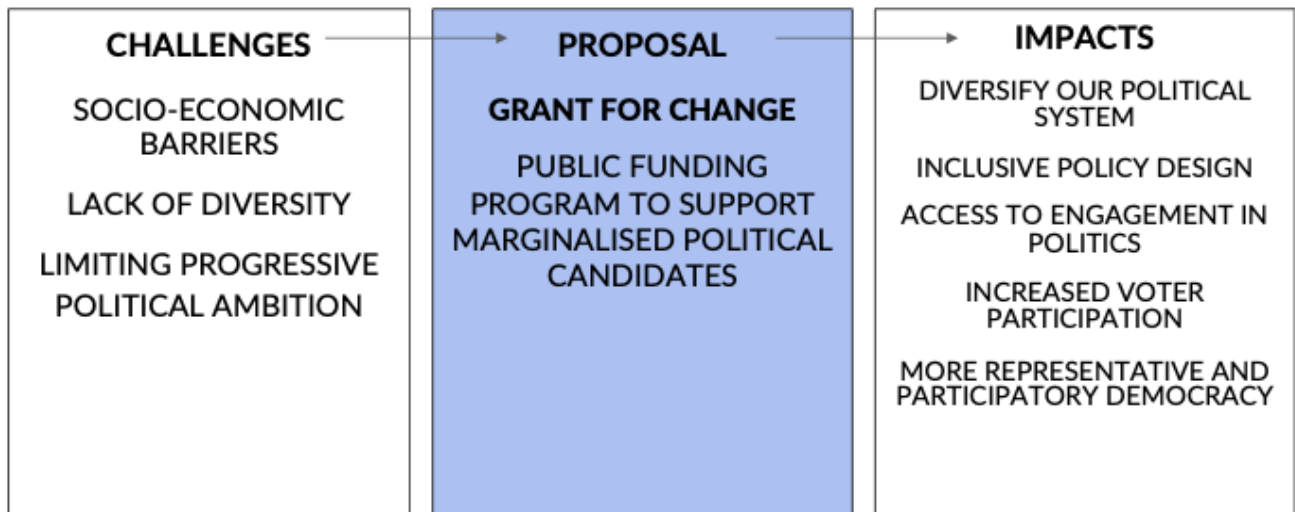 CHALLENGES
SOCIO-ECONOMIC
BARRIERS
LACK OF DIVERSITY
LIMITING PROGRESSIVE
POLITICAL AMBITION
PROPOSAL
GRANT FOR CHANGE
PUBLIC FUNDING
PROGRAM TO SUPPORT
MARGINALISED POLITICAL
CANDIDATES
IMPACTS
DIVERSIFY OUR POLITICAL
SYSTEM
INCLUSIVE POLICY DESIGN
ACCESS TO ENGAGEMENT IN
POLITICS
INCREASED VOTER
PARTICIPATION
MORE REPRESENTATIVE AND
PARTICIPATORY DEMOCRACY